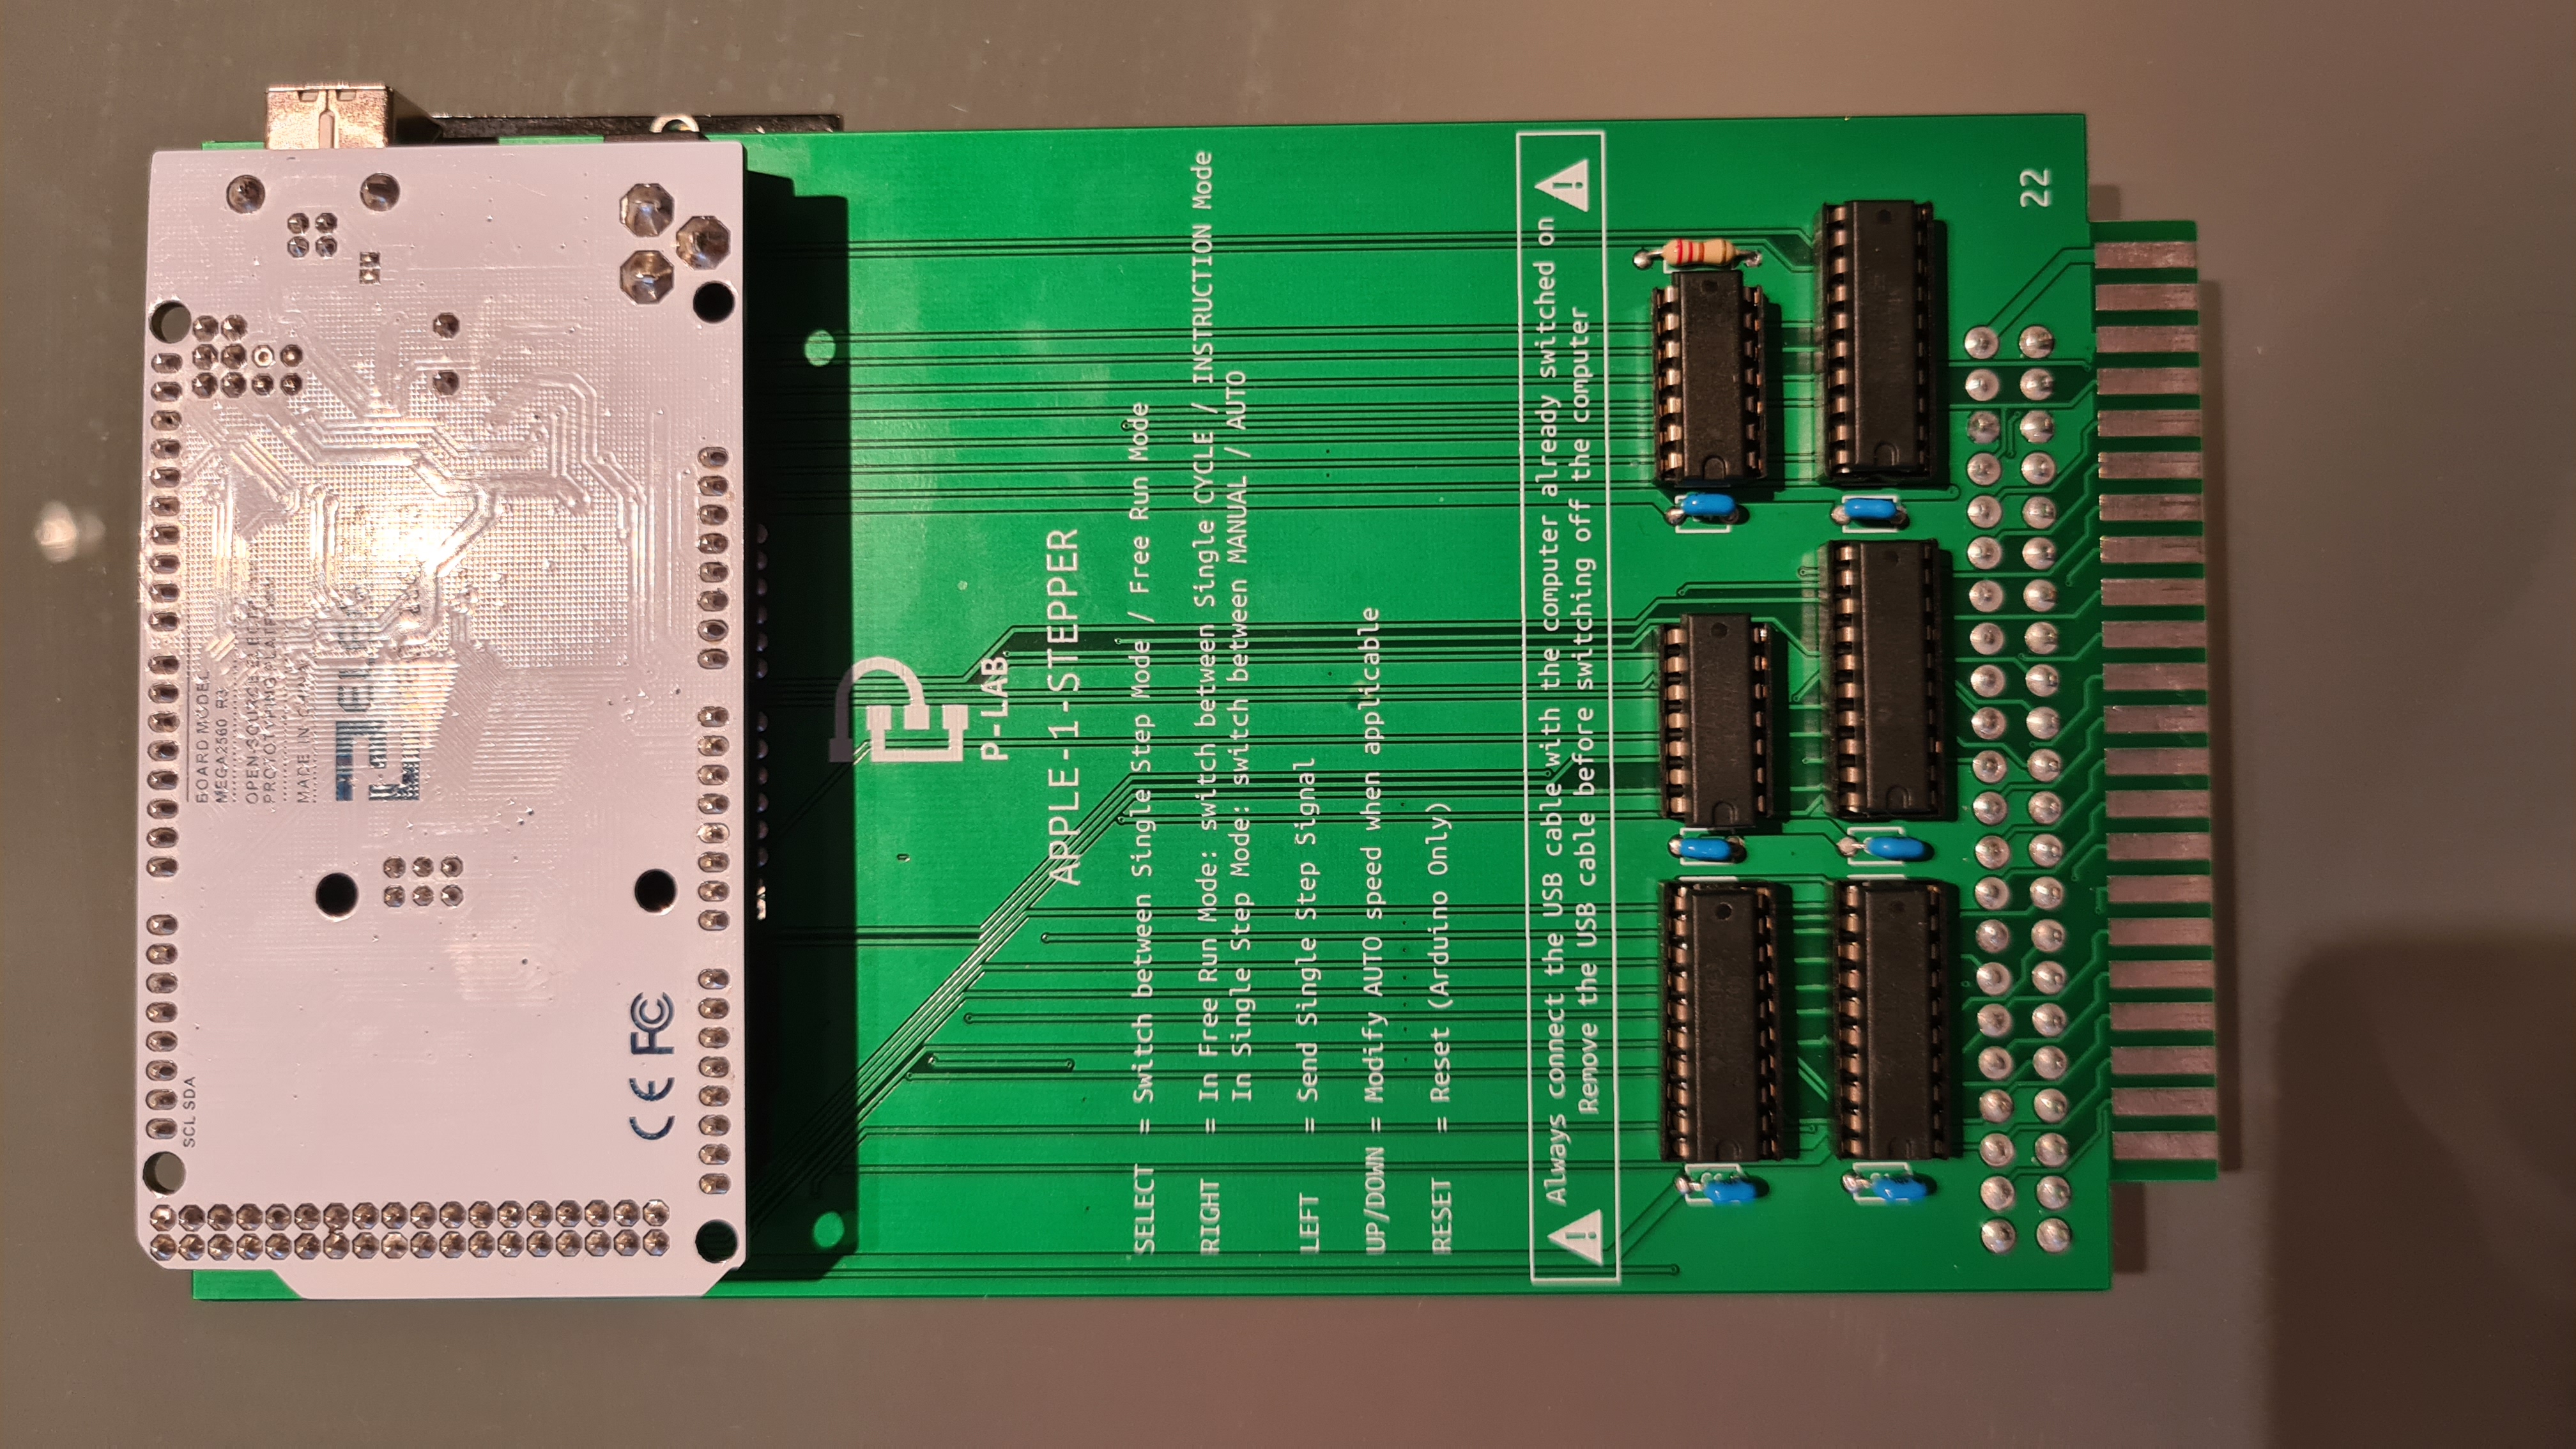 SCL SDA
BOARD MODEL
MEGA2560 R3
OPEN-SOURCE
PROTOTYPING PLATFORM
MADE IN CHINA
CE FC
P-LAB
APPLE-1-STEPPER
SELECT = Switch between Single Step Mode / Free Run Mode
RIGHT = In Free Run Mode: switch between Single CYCLE / INSTRUCTION Mode
In Single Step Mode: switch between MANUAL / AUTO
LEFT = Send Single Step Signal
UP/DOWN = Modify AUTO speed when applicable
RESET = Reset (Arduino Only)
Always connect the USB cable with the computer already switched on
Remove the USB cable before switching off the computer
22